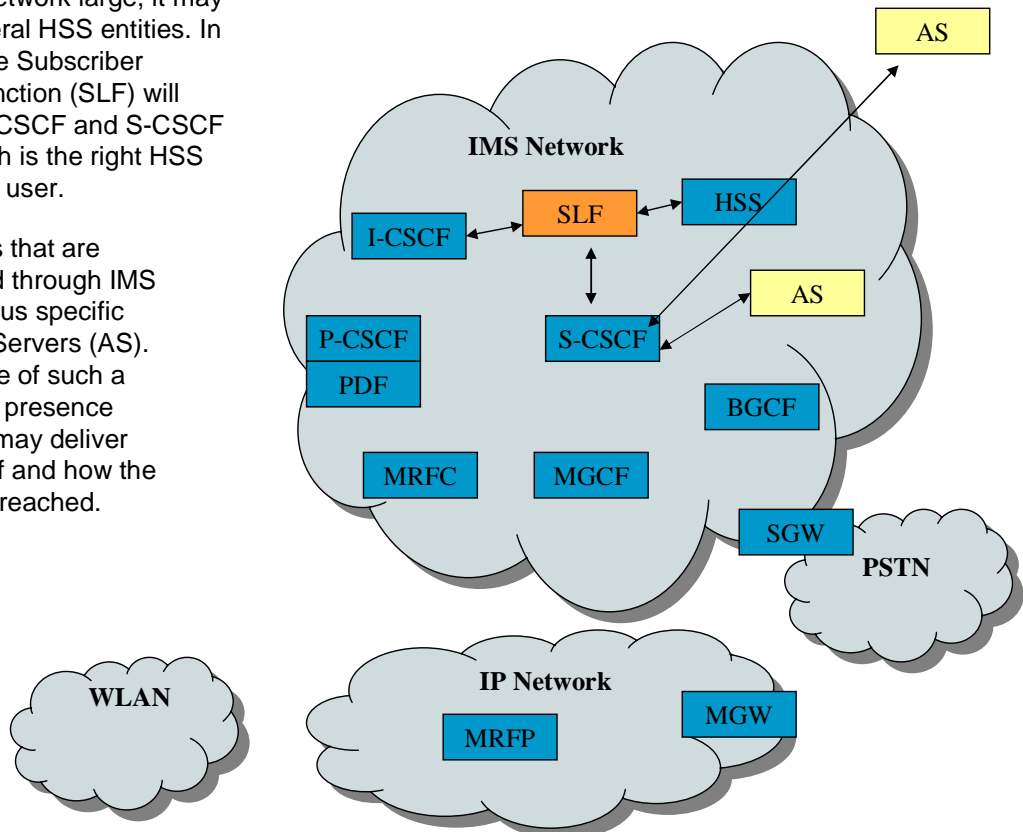 etwork large, it may
eral HSS entities. In
e Subscriber
nction (SLF) will
CSCF and S-CSCF
h is the right HSS
user.
s that are
d through IMS
us specific
Servers (AS).
e of such a
presence
may deliver
f and how the
reached.
AS
IMS Network
SLF
HSS
I-CSCF
AS
P-CSCF
S-CSCF
PDF
BGCF
MRFC
MGCF
SGW
PSTN
WLAN
IP Network
MGW
MRFP